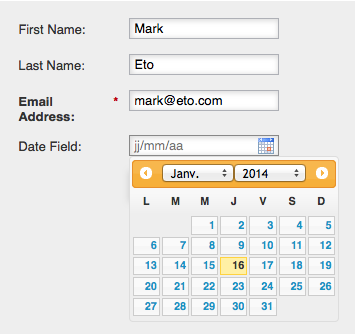 First Name: Mark
Last Name: Eto
Email Address: * mark@eto.com
Date Field: jj/mm/aa
Janv. 2014
L M M J V S D
1 2 3 4 5
6 7 8 9 10 11 12
13 14 15 16 17 18 19
20 21 22 23 24 25 26
27 28 29 30 31